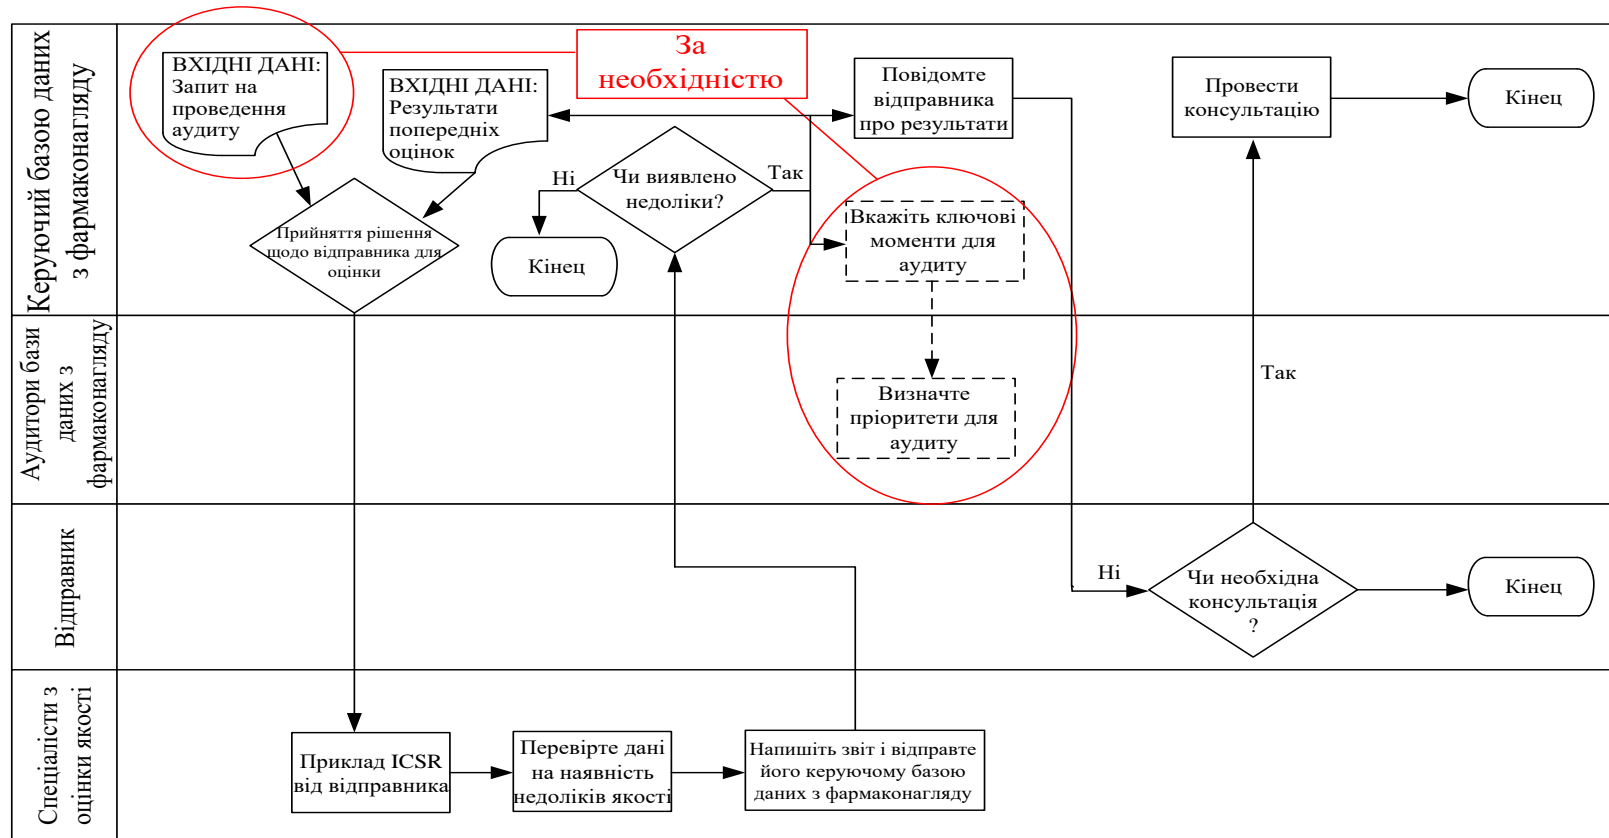 Керуючий базою даних
з фармаконагляду
ВХІДНІ ДАНІ:
Запит на
проведення
аудиту
ВХІДНІ ДАНІ:
Результати
попередніх
оцінок
За
необхідністю
Повідомте
відправника
про результати
Провести
консультацію
Кінец
Прийняття рішення
щодо відправника для
оцінки
Ні
Чи виявлено
недоліки?
Так
Кінец
Вкажіть ключові
моменти для
аудиту
Аудитори бази
даних з
фармаконагляду
Визначте
пріоритети для
аудиту
Так
Відправник
Ні
Чи необхідна
консультація
?
Кінец
Спеціалісти з
оцінки якості
Приклад ICSR
від відправника
Перевірте дані
на наявність
недоліків якості
Напишіть звіт і відправте
його керуючому базою
даних з фармаконагляду